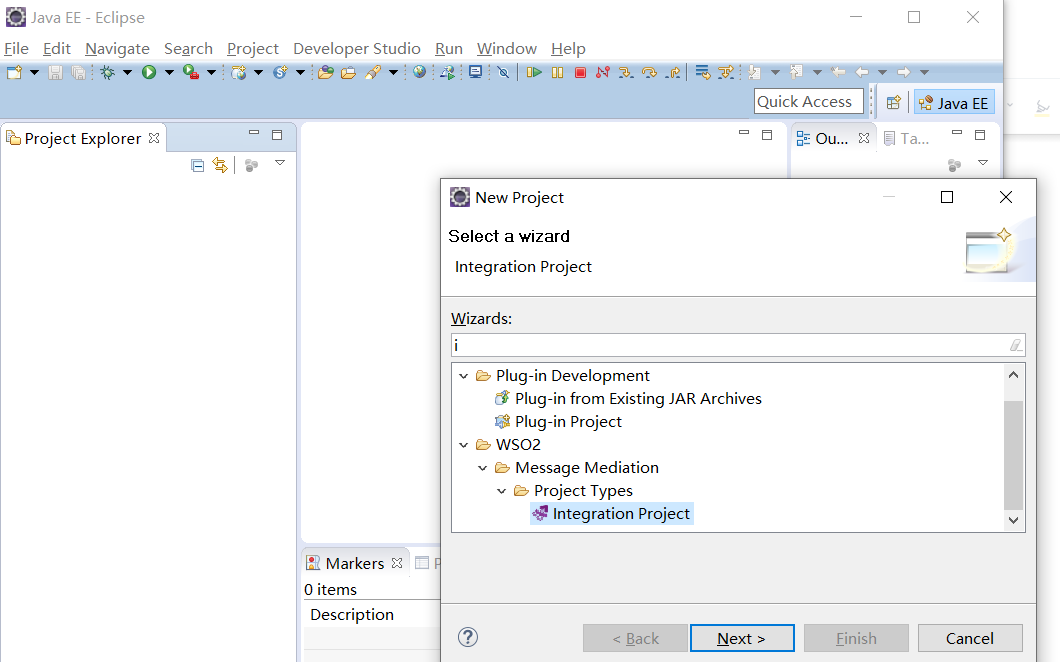 Java EE - Eclipse
File Edit Navigate Search Project Developer Studio Run Window Help
Quick Access
Java EE
Project Explorer
Ou...
Ta...
New Project
Select a wizard
Integration Project
Wizards:
i
Plug-in Development
Plug-in from Existing JAR Archives
Plug-in Project
WSO2
Message Mediation
Project Types
Integration Project
Markers
P
0 items
Description
< Back
Next >
Finish
Cancel